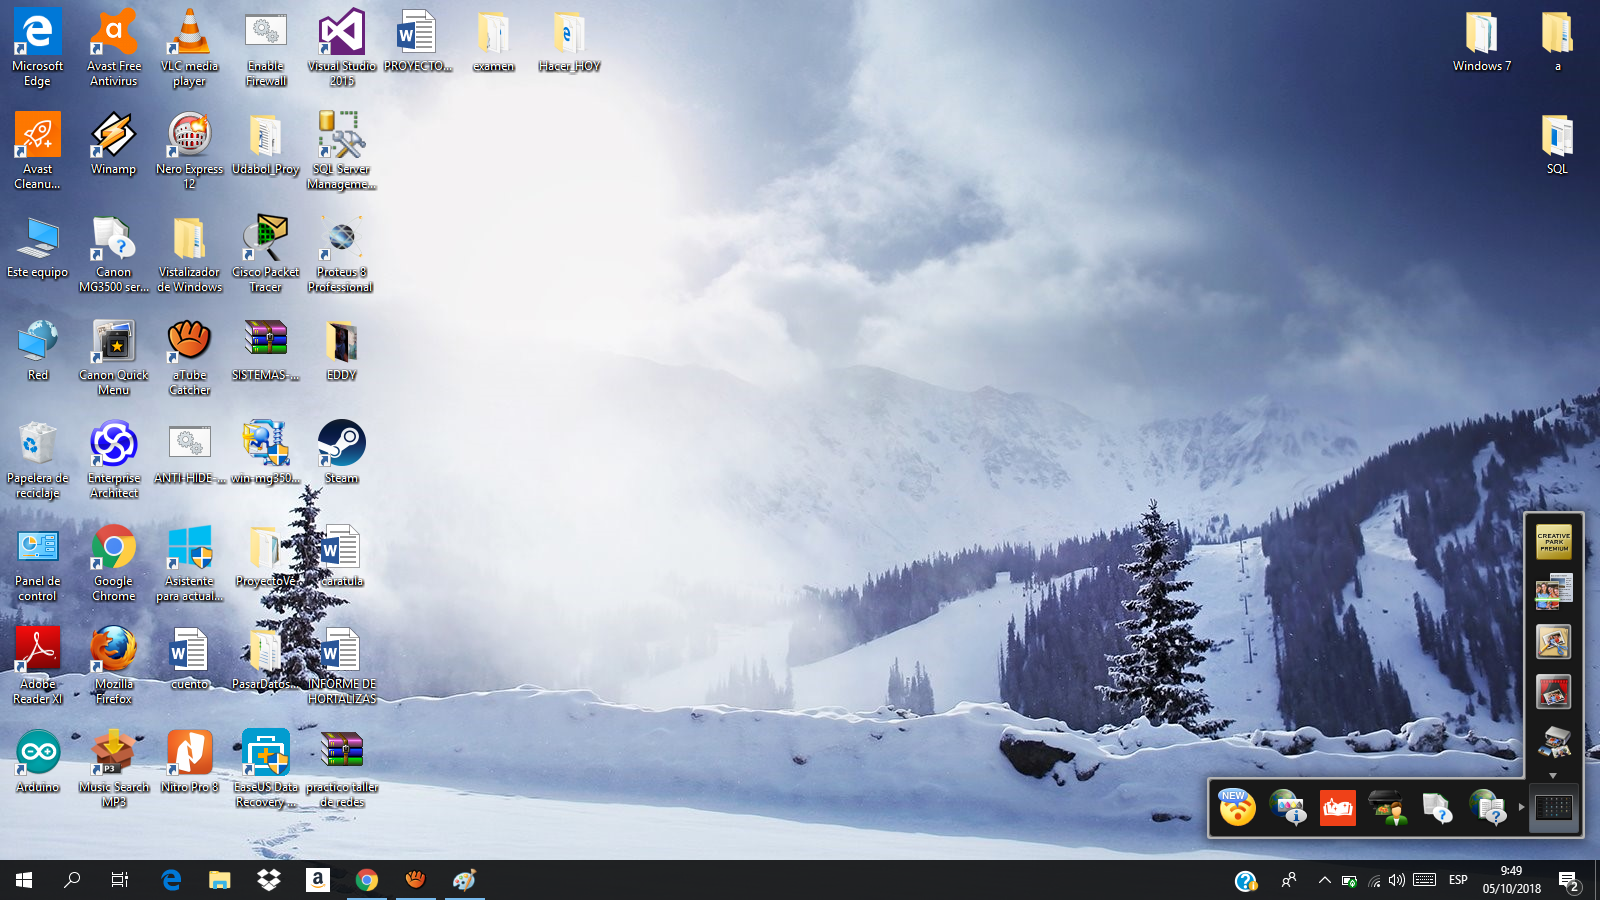 Microsoft
Edge
Avast Free
Antivirus
VLC media
player
Enable
Firewall
Visual Studio
2015
PROYECTO...
examen
Hacer_HOY
Windows 7
a
Avast
Cleanu...
Winamp
Nero Express
12
Udabol_Proy
SQL Server
Manageme...
SQL
Este equipo
Canon
MG3500 ser...
Vistalizador
de Windows
Cisco Packet
Tracer
Proteus 8
Professional
Red
Canon Quick
Menu
aTube
Catcher
SISTEMAS-...
EDDY
Papelera de
reciclaje
Enterprise
Architect
ANTI-HIDE-...
win-mg350...
Steam
Panel de
control
Google
Chrome
Asistente
para actual...
ProyectoVe
caratula
Adobe
Reader XI
Mozilla
Firefox
cuento
PasarDatos...
INFORME DE
HORTALIZAS
Arduino
Music Search
MP3
Nitro Pro 8
EaseUS Data
Recovery ...
practico taller
de redes
CREATIVE
PARK
PREMIUM
NEW
ESP
9:49
05/10/2018
2